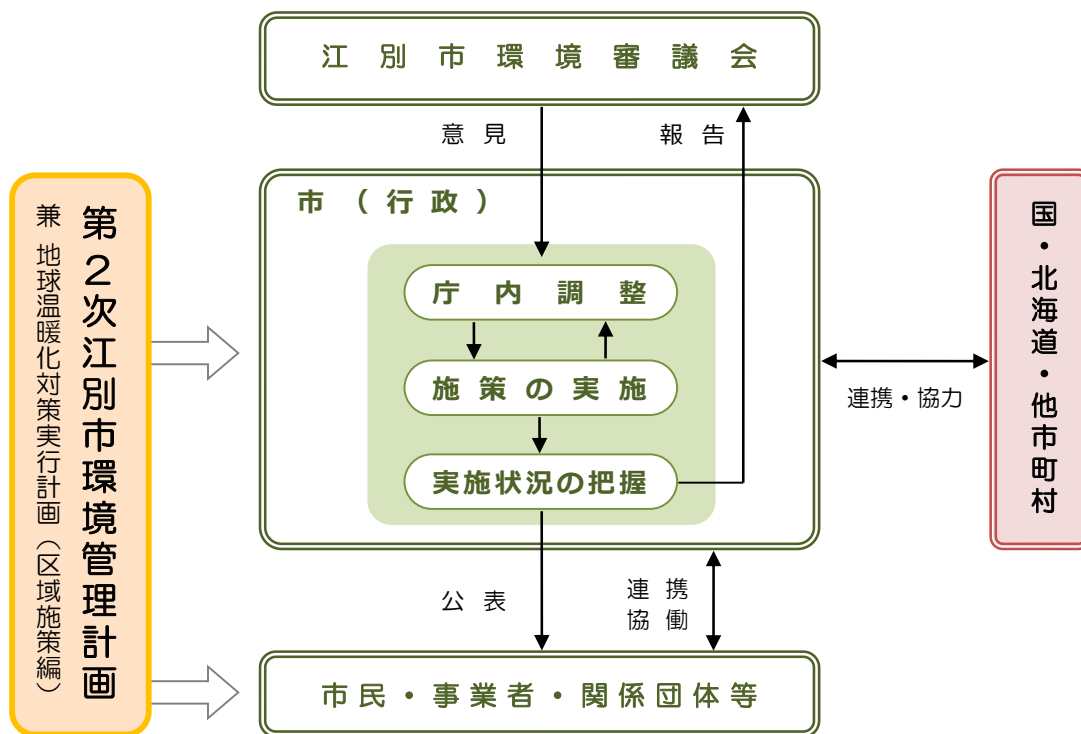 江別市環境審議会
意見
報告
市（行政）
庁内調整
施策の実施
実施状況の把握
第２次江別市環境管理計画
兼 地球温暖化対策実行計画（区域施策編）
連携・協力
国・北海道・他市町村
公表
連携
協働
市民・事業者・関係団体等